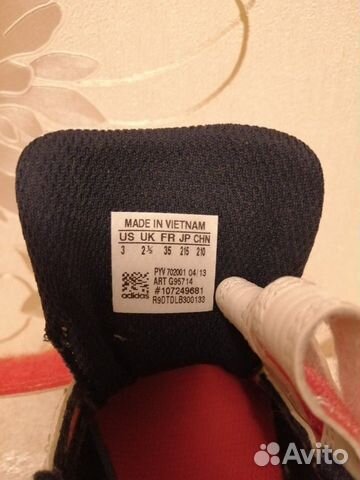 MADE IN VIETNAM
US UK FR JP CHN
3 2½ 35 215 210
PYV 702001 04/13
ART G95714
#107249681
adidas R9DTDLB300133
Avito